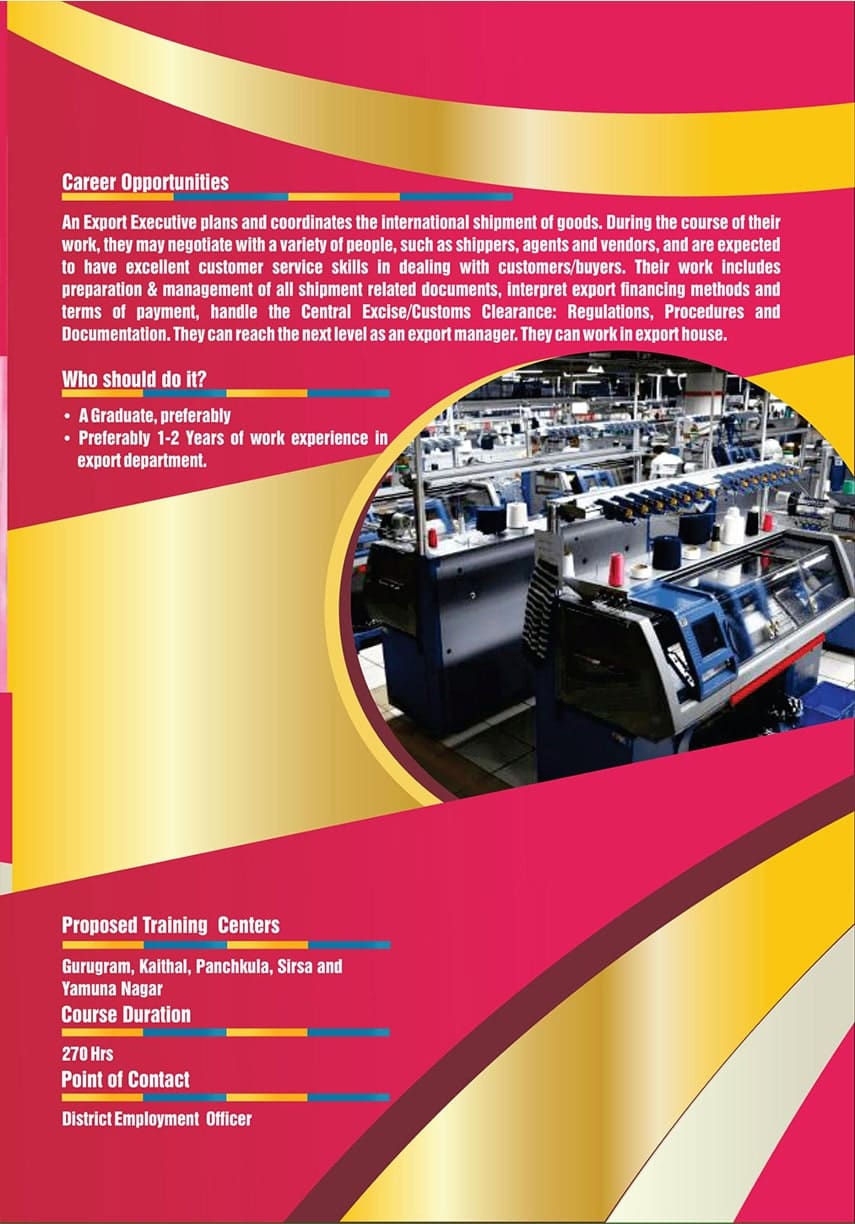 Career Opportunities
An Export Executive plans and coordinates the international shipment of goods. During the course of their
work, they may negotiate with a variety of people, such as shippers, agents and vendors, and are expected
to have excellent customer service skills in dealing with customers/buyers. Their work includes
preparation & management of all shipment related documents, interpret export financing methods and
terms of payment, handle the Central Excise/Customs Clearance: Regulations, Procedures and
Documentation. They can reach the next level as an export manager. They can work in export house.
Who should do it?
• A Graduate, preferably
• Preferably 1-2 Years of work experience in
export department.
Proposed Training Centers
Gurugram, Kaithal, Panchkula, Sirsa and
Yamuna Nagar
Course Duration
270 Hrs
Point of Contact
District Employment Officer